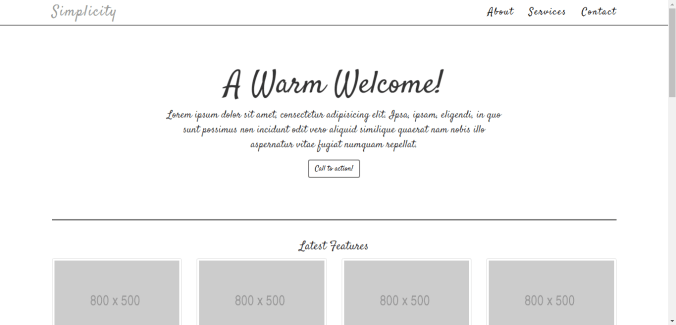 Simplicity
About Services Contact
A Warm Welcome!
Lorem ipsum dolor sit amet, consectetur adipisicing elit. Ipsa, ipsam, eligendi, in quo
sunt possimus non incidunt odit vero aliquid similique quaerat nam nobis illo
aspernatur vitae fugiat numquam repellat.
Call to action!
Latest Features
800 x 500 800 x 500 800 x 500 800 x 500